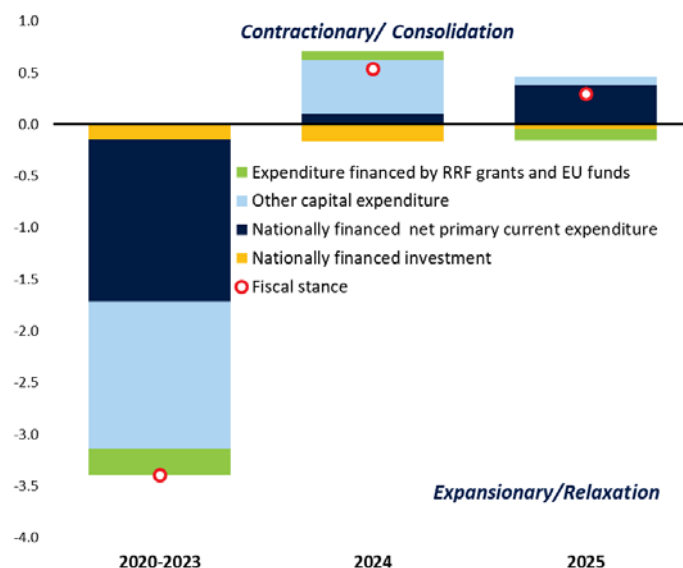 1.0
Contractionary/ Consolidation
0.5
0.0
Expenditure financed by RRF grants and EU funds
-0.5
Other capital expenditure
-1.0
Nationally financed net primary current expenditure
Nationally financed investment
-1.5
Fiscal stance
-2.0
-2.5
-3.0
-3.5
Expansionary/Relaxation
-4.0
2020-2023 2024 2025